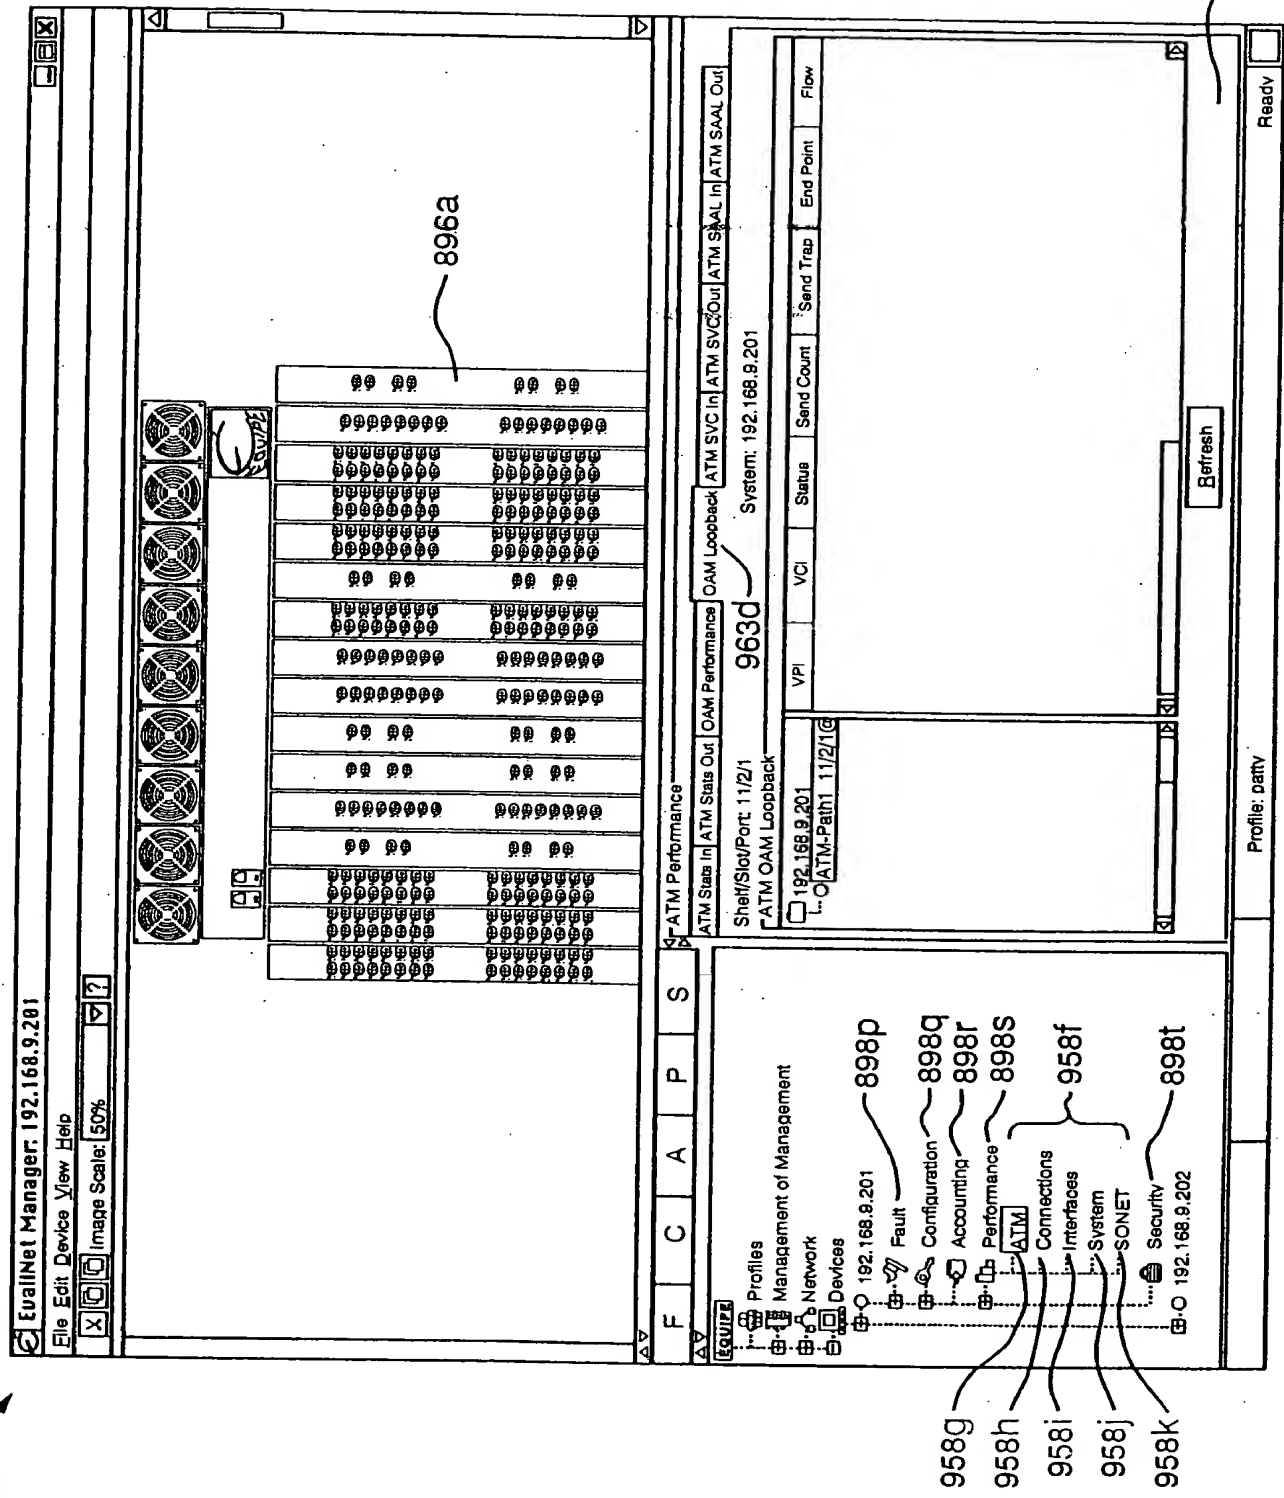 EvailNet Manager: 192.168.9.201
File Edit Device View Help
Image Scale: 50% ?
896a
F C A P S
EQUIPE
Profiles
Management of Management
Network
Devices
192.168.9.201
Fault
Configuration
Accounting
Performance
ATM
Connections
Interfaces
System
SONET
Security
192.168.9.202
898p
898q
898r
898s
958f
898t
958g
958h
958i
958j
958k
ATM Performance
ATM Stats In ATM Stats Out OAM Performance OAM Loopback ATM SVC In ATM SVC Out ATM SAAL In ATM SAAL Out
Shelf/Slot/Port: 11/2/1 963d System: 192.168.9.201
ATM OAM Loopback
192.168.9.201
ATM-Path1 11/2/1@
VPI VCI Status Send Count Send Trap End Point Flow
Refresh
Profile: patty Ready